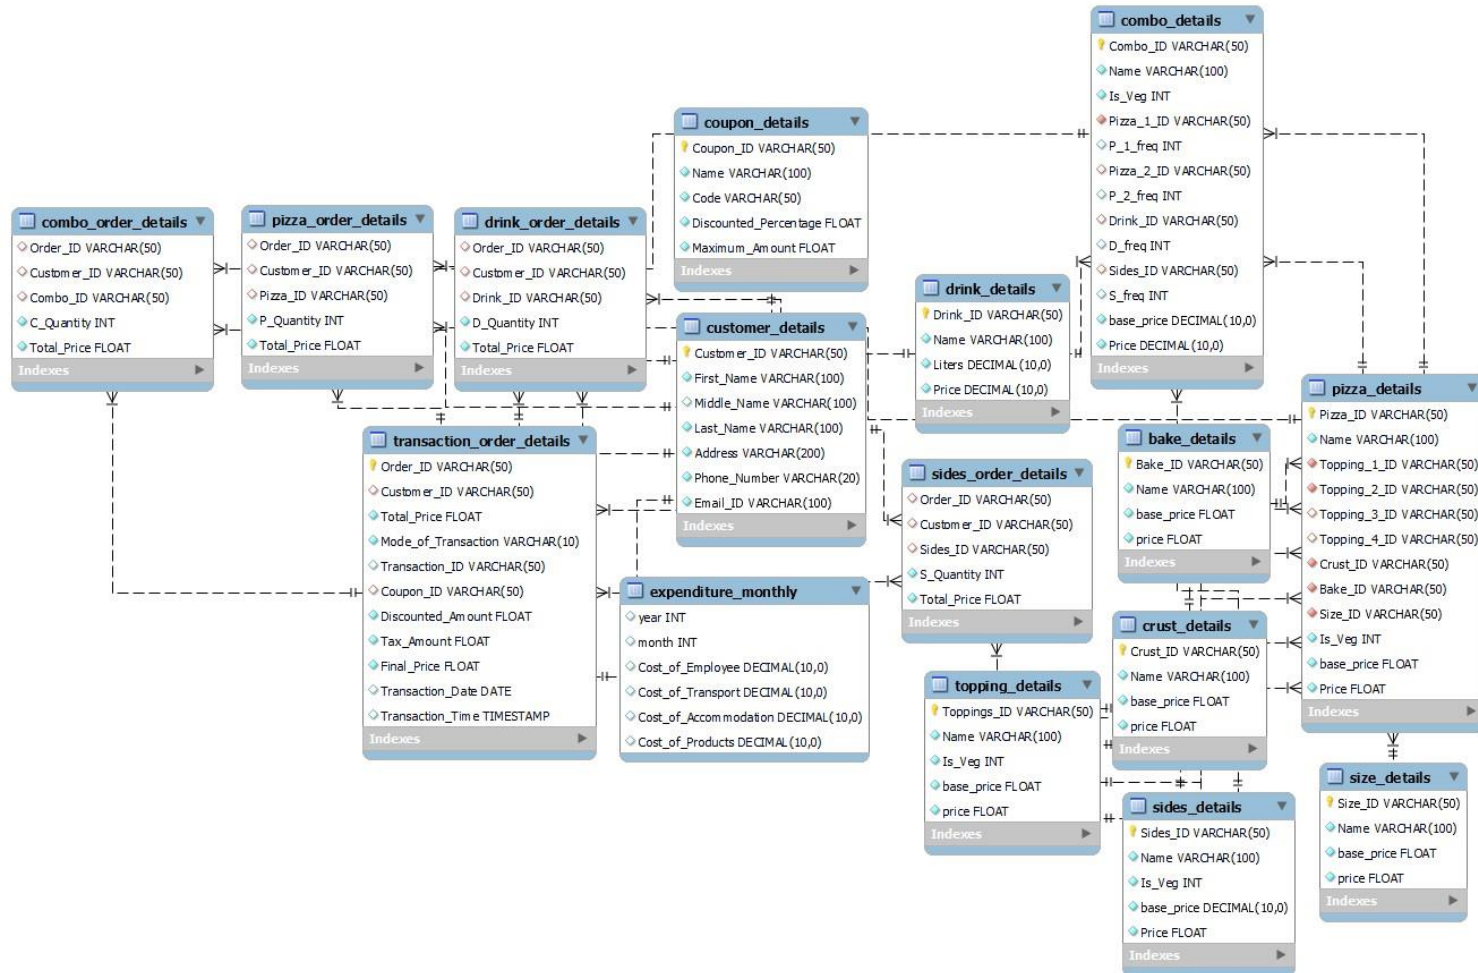 combo_details
Combo_ID VARCHAR(50)
Name VARCHAR(100)
Is_Veg INT
Pizza_1_ID VARCHAR(50)
P_1_freq INT
Pizza_2_ID VARCHAR(50)
P_2_freq INT
Drink_ID VARCHAR(50)
D_freq INT
Sides_ID VARCHAR(50)
S_freq INT
base_price DECIMAL(10,0)
Price DECIMAL(10,0)
Indexes
coupon_details
Coupon_ID VARCHAR(50)
Name VARCHAR(100)
Code VARCHAR(50)
Discounted_Percentage FLOAT
Maximum_Amount FLOAT
Indexes
combo_order_details
Order_ID VARCHAR(50)
Customer_ID VARCHAR(50)
Combo_ID VARCHAR(50)
C_Quantity INT
Total_Price FLOAT
Indexes
pizza_order_details
Order_ID VARCHAR(50)
Customer_ID VARCHAR(50)
Pizza_ID VARCHAR(50)
P_Quantity INT
Total_Price FLOAT
Indexes
drink_order_details
Order_ID VARCHAR(50)
Customer_ID VARCHAR(50)
Drink_ID VARCHAR(50)
D_Quantity INT
Total_Price FLOAT
Indexes
drink_details
Drink_ID VARCHAR(50)
Name VARCHAR(100)
Liters DECIMAL(10,0)
Price DECIMAL(10,0)
Indexes
customer_details
Customer_ID VARCHAR(50)
First_Name VARCHAR(100)
Middle_Name VARCHAR(100)
Last_Name VARCHAR(100)
Address VARCHAR(200)
Phone_Number VARCHAR(20)
Email_ID VARCHAR(100)
Indexes
pizza_details
Pizza_ID VARCHAR(50)
Name VARCHAR(100)
Topping_1_ID VARCHAR(50)
Topping_2_ID VARCHAR(50)
Topping_3_ID VARCHAR(50)
Topping_4_ID VARCHAR(50)
Crust_ID VARCHAR(50)
Bake_ID VARCHAR(50)
Size_ID VARCHAR(50)
Is_Veg INT
base_price FLOAT
Price FLOAT
Indexes
bake_details
Bake_ID VARCHAR(50)
Name VARCHAR(100)
base_price FLOAT
price FLOAT
Indexes
transaction_order_details
Order_ID VARCHAR(50)
Customer_ID VARCHAR(50)
Total_Price FLOAT
Mode_of_Transaction VARCHAR(10)
Transaction_ID VARCHAR(50)
Coupon_ID VARCHAR(50)
Discounted_Amount FLOAT
Tax_Amount FLOAT
Final_Price FLOAT
Transaction_Date DATE
Transaction_Time TIMESTAMP
Indexes
sides_order_details
Order_ID VARCHAR(50)
Customer_ID VARCHAR(50)
Sides_ID VARCHAR(50)
S_Quantity INT
Total_Price FLOAT
Indexes
expenditure_monthly
year INT
month INT
Cost_of_Employee DECIMAL(10,0)
Cost_of_Transport DECIMAL(10,0)
Cost_of_Accommodation DECIMAL(10,0)
Cost_of_Products DECIMAL(10,0)
crust_details
Crust_ID VARCHAR(50)
Name VARCHAR(100)
base_price FLOAT
price FLOAT
Indexes
topping_details
Toppings_ID VARCHAR(50)
Name VARCHAR(100)
Is_Veg INT
base_price FLOAT
price FLOAT
Indexes
size_details
Size_ID VARCHAR(50)
Name VARCHAR(100)
base_price FLOAT
price FLOAT
Indexes
sides_details
Sides_ID VARCHAR(50)
Name VARCHAR(100)
Is_Veg INT
base_price DECIMAL(10,0)
Price FLOAT
Indexes